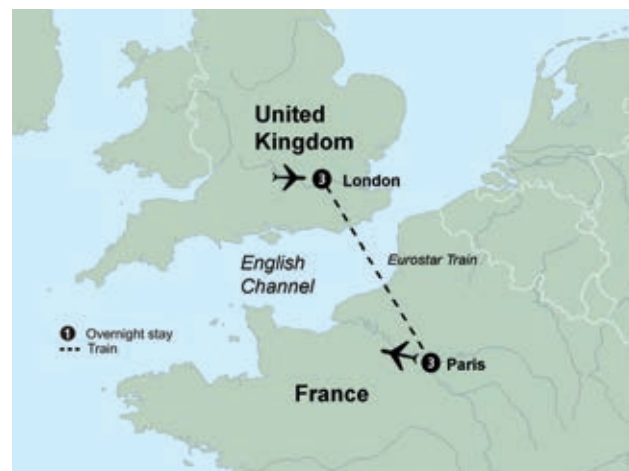 United
Kingdom
3 London
English
Channel
Eurostar Train
1 Overnight stay
Train
3 Paris
France